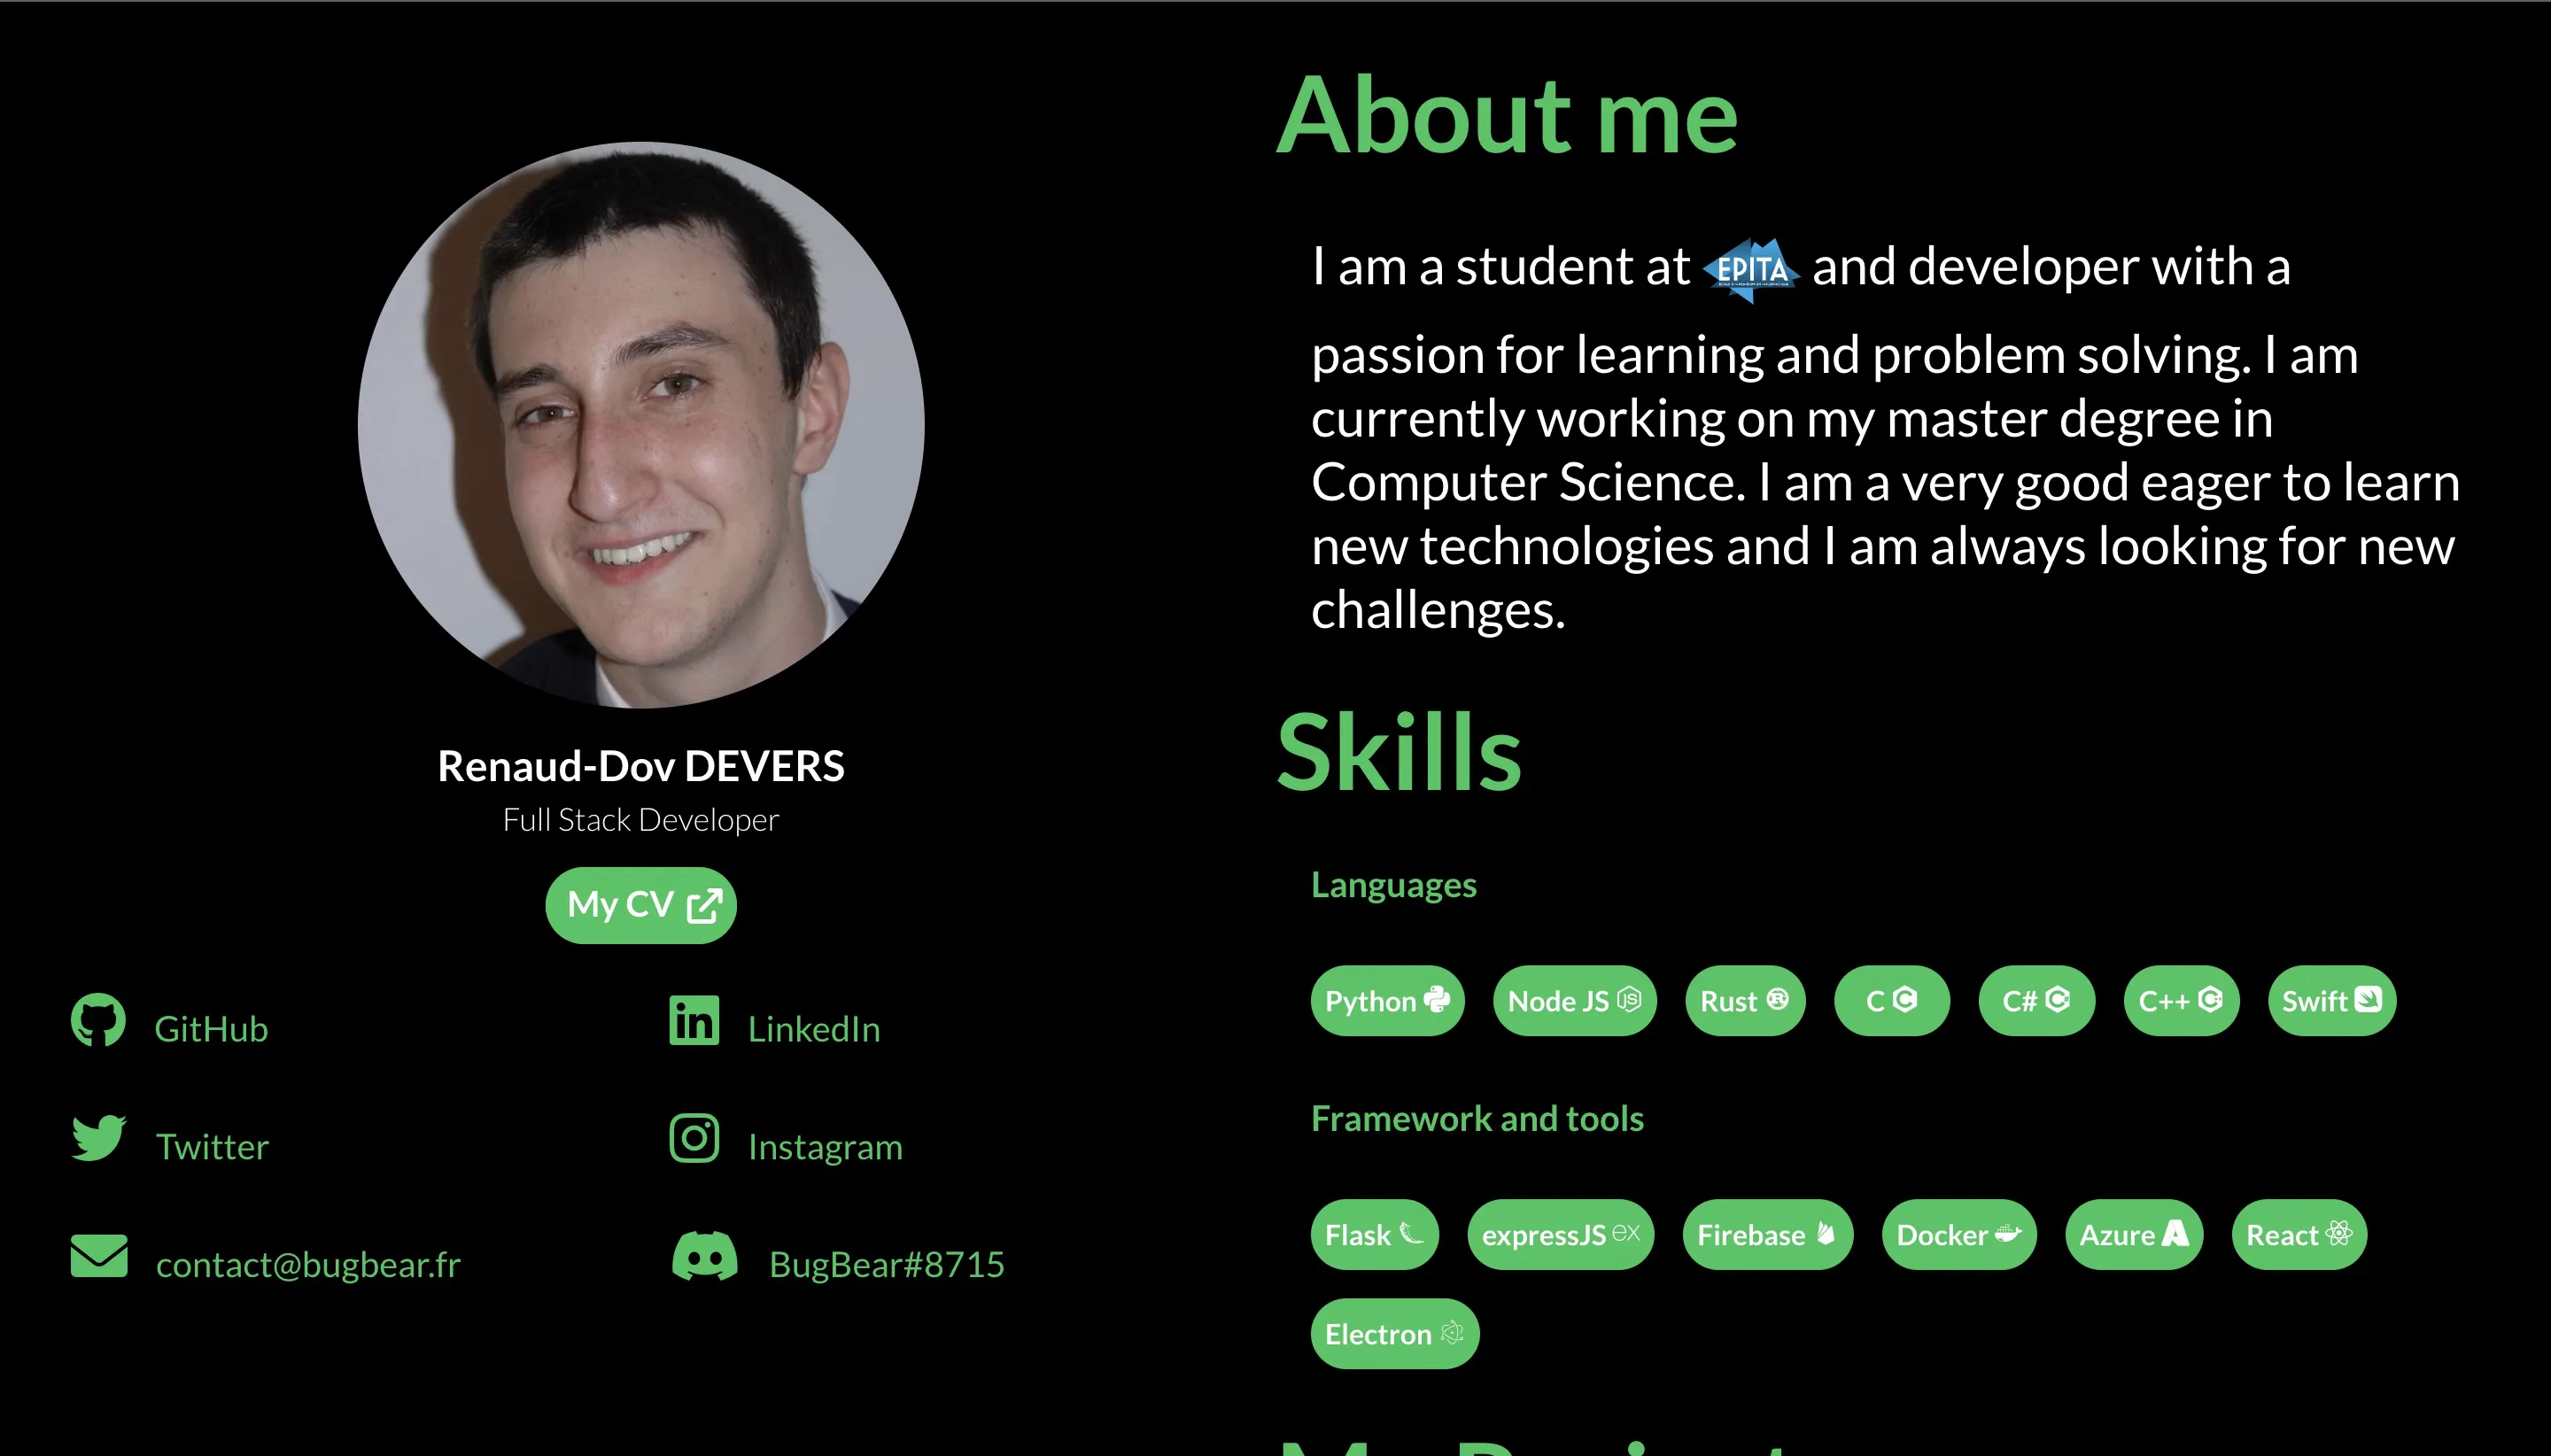 Renaud-Dov DEVERS
Full Stack Developer
My CV
GitHub
LinkedIn
Twitter
Instagram
contact@bugbear.fr
BugBear#8715
About me
I am a student at EPITA and developer with a
passion for learning and problem solving. I am
currently working on my master degree in
Computer Science. I am a very good eager to learn
new technologies and I am always looking for new
challenges.
Skills
Languages
Python
Node JS
Rust
C
C#
C++
Swift
Framework and tools
Flask
expressJS ex
Firebase
Docker
Azure
React
Electron